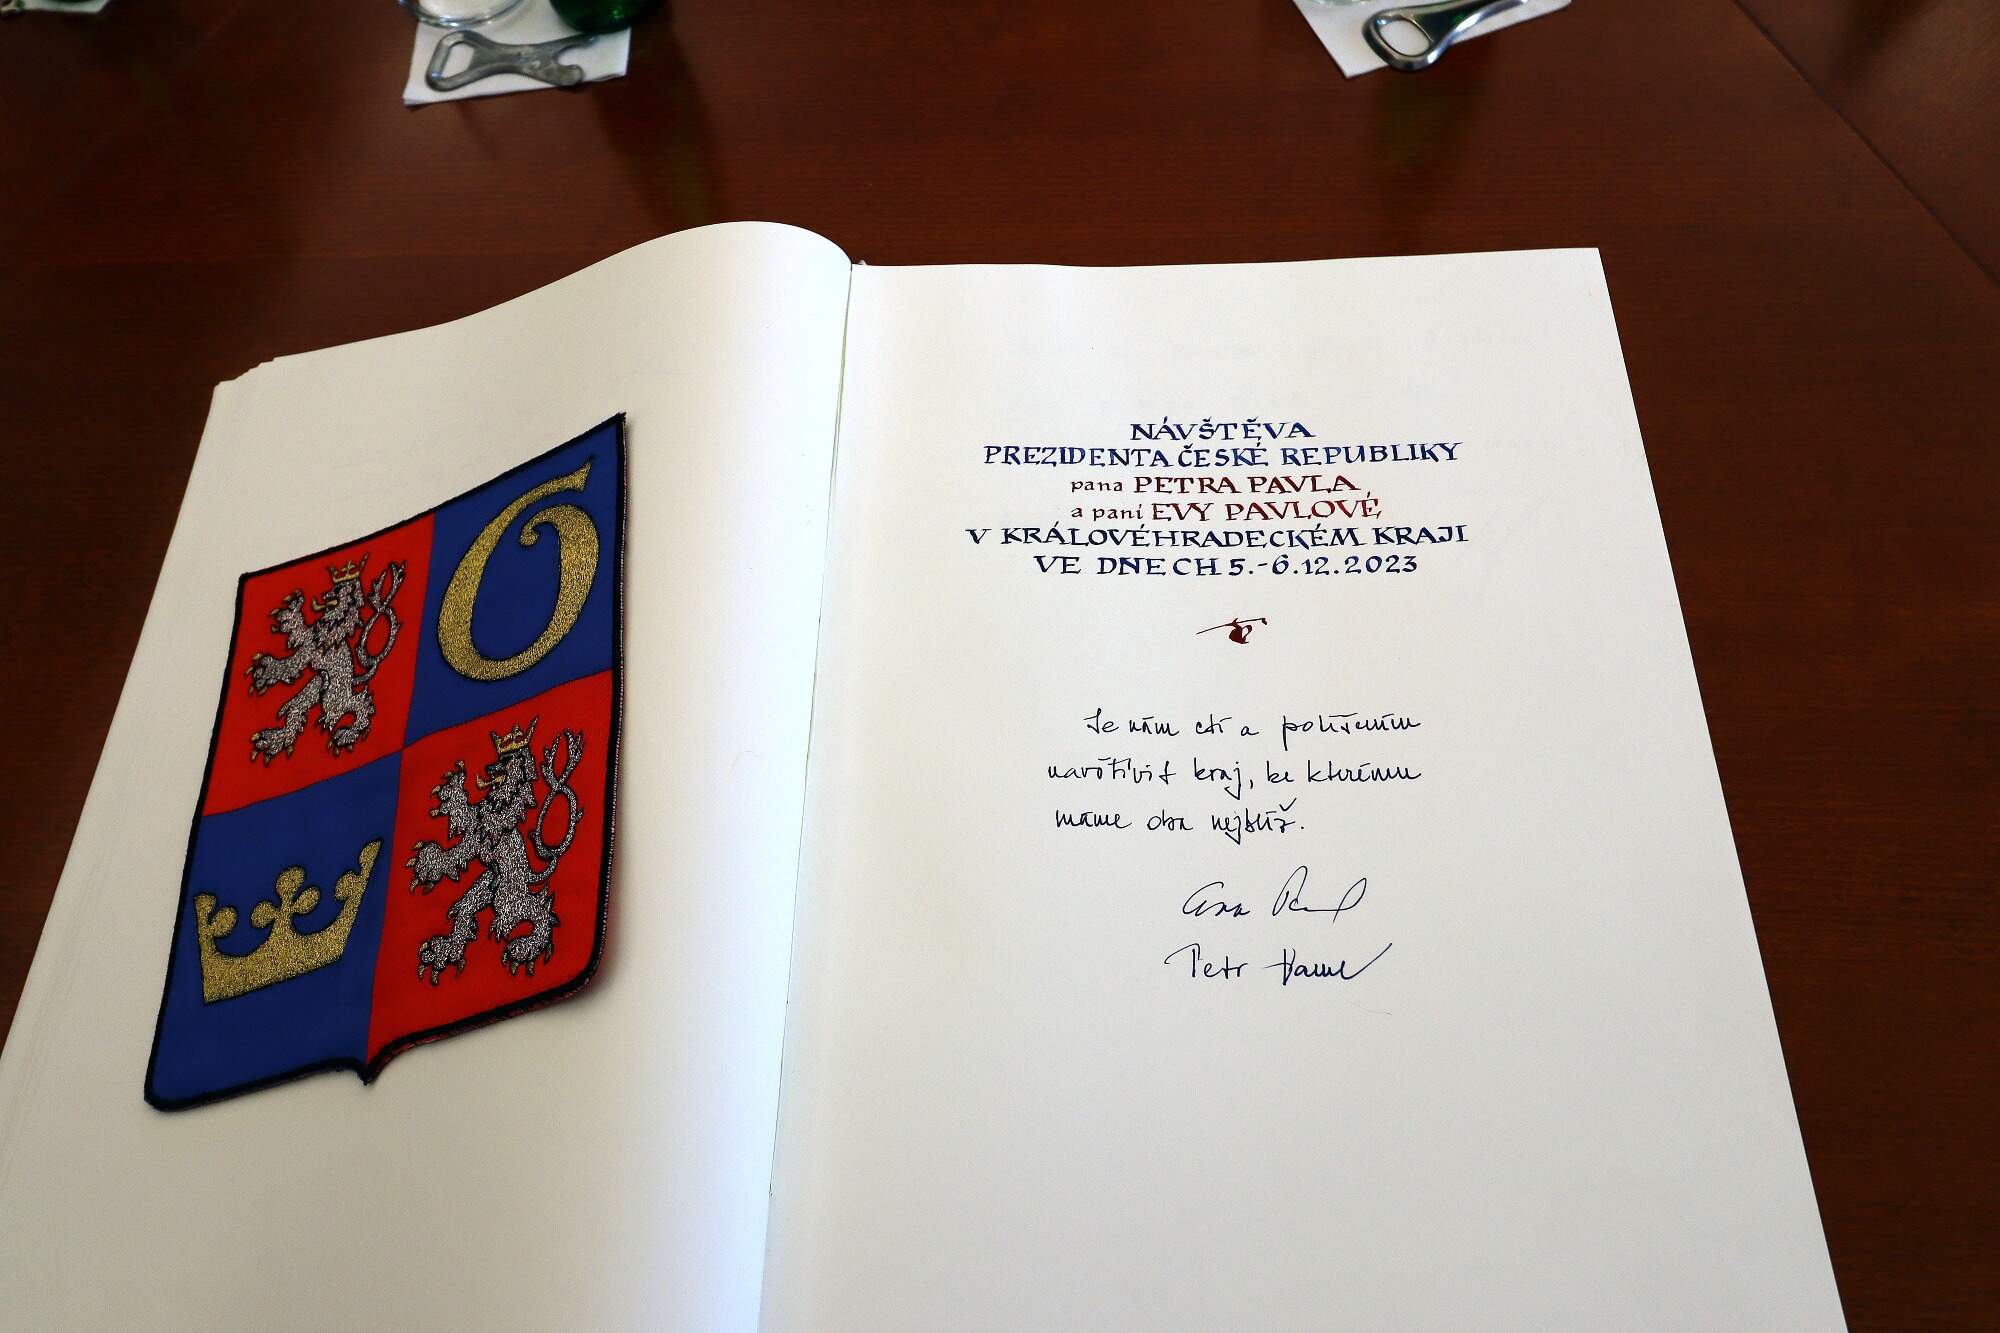 NÁVŠTĚVA
PREZIDENTA ČESKÉ REPUBLIKY
pana PETRA PAVLA
a paní EVY PAVLOVÉ
V KRÁLOVÉHRADECKÉM KRAJI
VE DNECH 5.-6.12.2023
Je nám ctí a potěšením
navštívit kraj, ke kterému
máme oba nejblíž.
Petr Pavel